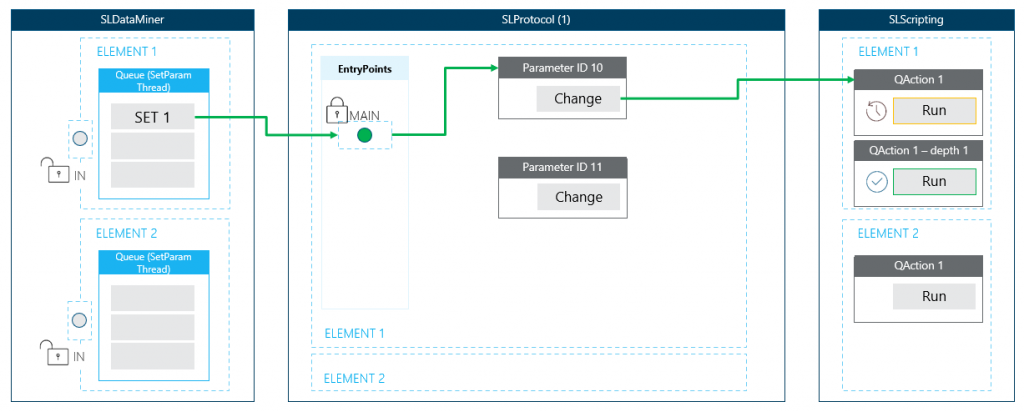 SLDataMiner
ELEMENT 1
Queue (SetParam
Thread)
SET 1
IN
ELEMENT 2
Queue (SetParam
Thread)
IN
SLProtocol (1)
EntryPoints
MAIN
Parameter ID 10
Change
Parameter ID 11
Change
ELEMENT 1
ELEMENT 2
SLScripting
ELEMENT 1
QAction 1
Run
QAction 1 – depth 1
Run
ELEMENT 2
QAction 1
Run